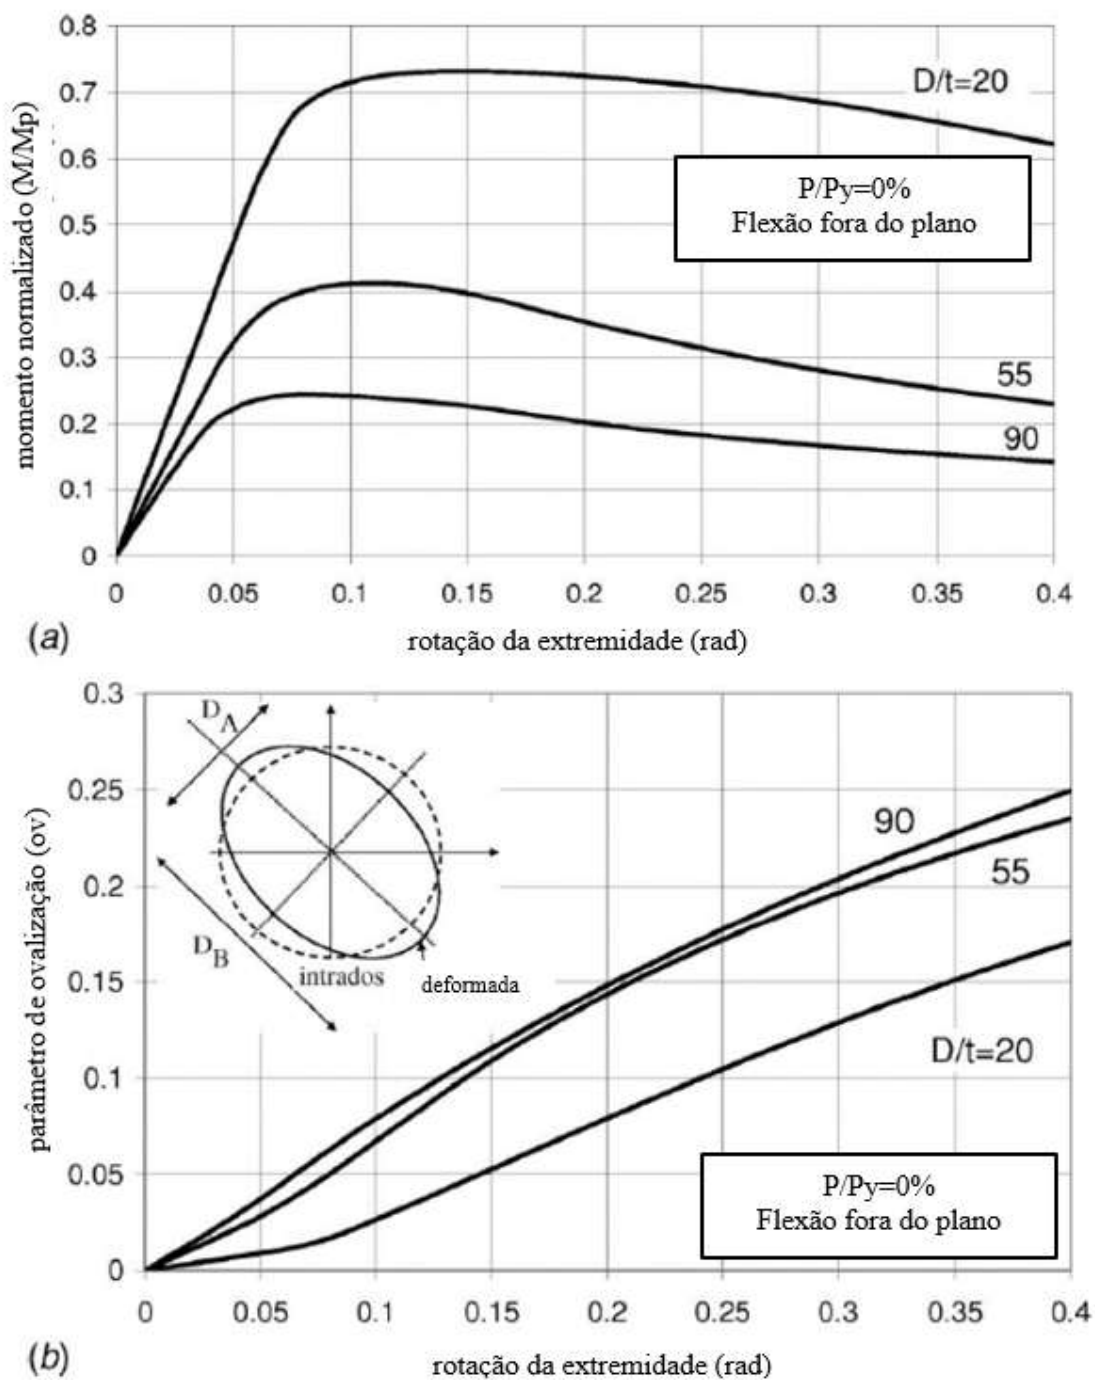 momento normalizado (M/Mp)
0.8
0.7
0.6
0.5
0.4
0.3
0.2
0.1
0
D/t=20
P/Py=0%
Flexão fora do plano
55
90
0 0.05 0.1 0.15 0.2 0.25 0.3 0.35 0.4
(a) rotação da extremidade (rad)
parâmetro de ovalização (ov)
0.3
0.25
0.2
0.15
0.1
0.05
0
D_A
D_B
intrados
deformada
90
55
D/t=20
P/Py=0%
Flexão fora do plano
0 0.05 0.1 0.15 0.2 0.25 0.3 0.35 0.4
(b) rotação da extremidade (rad)